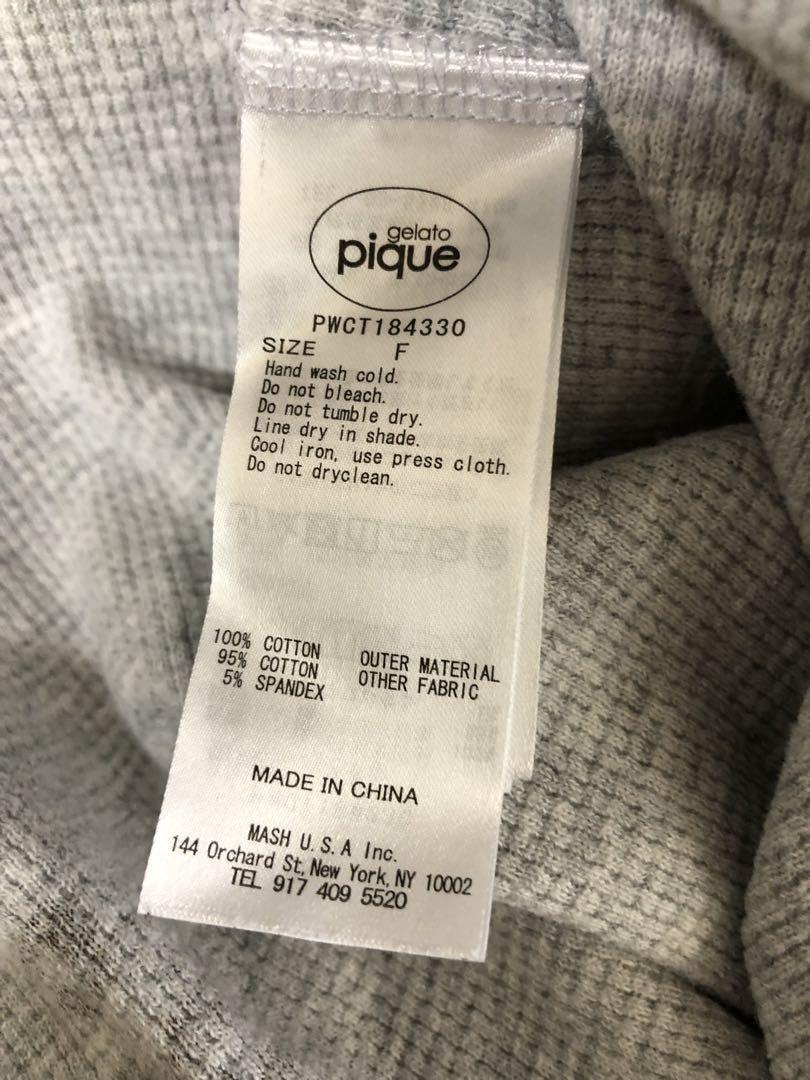 gelato
pique
PWCT184330
SIZE F
Hand wash cold.
Do not bleach.
Do not tumble dry.
Line dry in shade.
Cool iron, use press cloth.
Do not dryclean.
100% COTTON OUTER MATERIAL
95% COTTON OTHER FABRIC
5% SPANDEX
MADE IN CHINA
MASH U.S.A Inc.
144 Orchard St, New York, NY 10002
TEL 917 409 5520